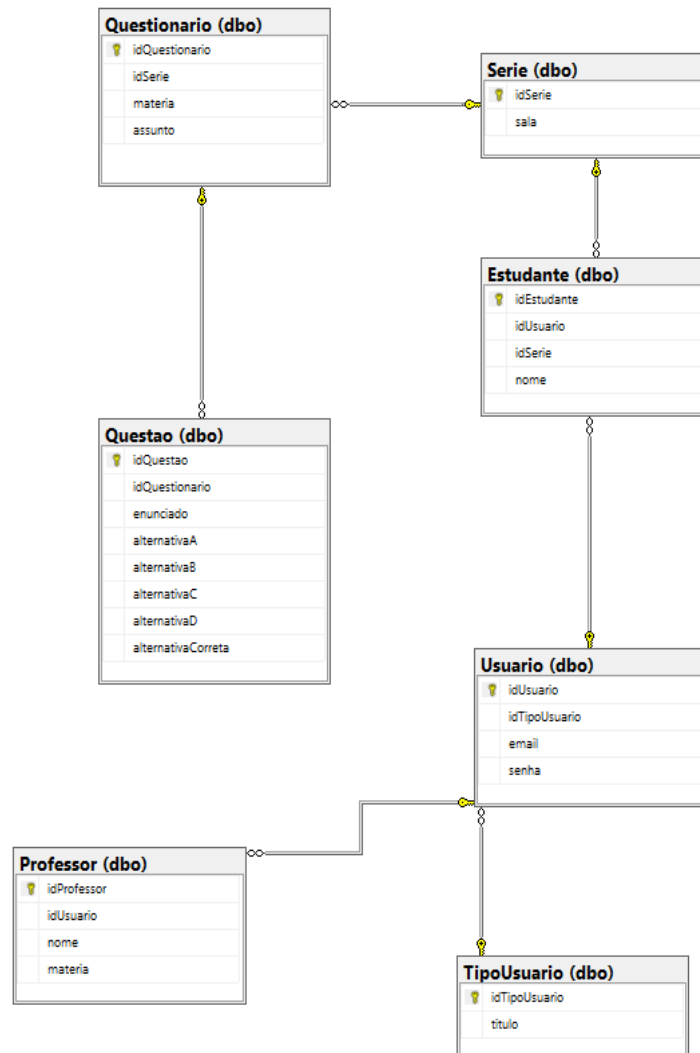 Questionario (dbo)
idQuestionario
idSerie
materia
assunto
Serie (dbo)
idSerie
sala
Estudante (dbo)
idEstudante
idUsuario
idSerie
nome
Questao (dbo)
idQuestao
idQuestionario
enunciado
alternativaA
alternativaB
alternativaC
alternativaD
alternativaCorreta
Usuario (dbo)
idUsuario
idTipoUsuario
email
senha
Professor (dbo)
idProfessor
idUsuario
nome
materia
TipoUsuario (dbo)
idTipoUsuario
titulo